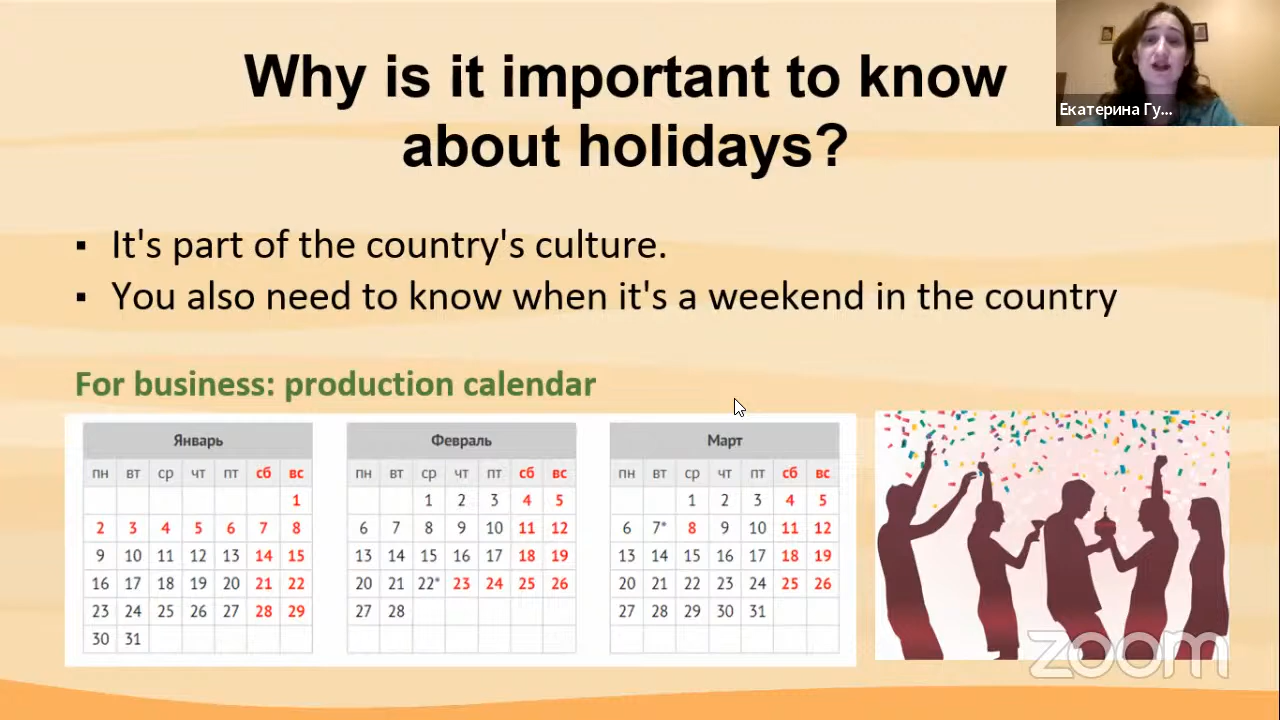 Why is it important to know
about holidays?
Екатерина Гу...
▪ It's part of the country's culture.
▪ You also need to know when it's a weekend in the country
For business: production calendar
Январь
пн вт ср чт пт сб вс
1
2 3 4 5 6 7 8
9 10 11 12 13 14 15
16 17 18 19 20 21 22
23 24 25 26 27 28 29
30 31
Февраль
пн вт ср чт пт сб вс
1 2 3 4 5
6 7 8 9 10 11 12
13 14 15 16 17 18 19
20 21 22* 23 24 25 26
27 28
Март
пн вт ср чт пт сб вс
1 2 3 4 5
6 7* 8 9 10 11 12
13 14 15 16 17 18 19
20 21 22 23 24 25 26
27 28 29 30 31
zoom